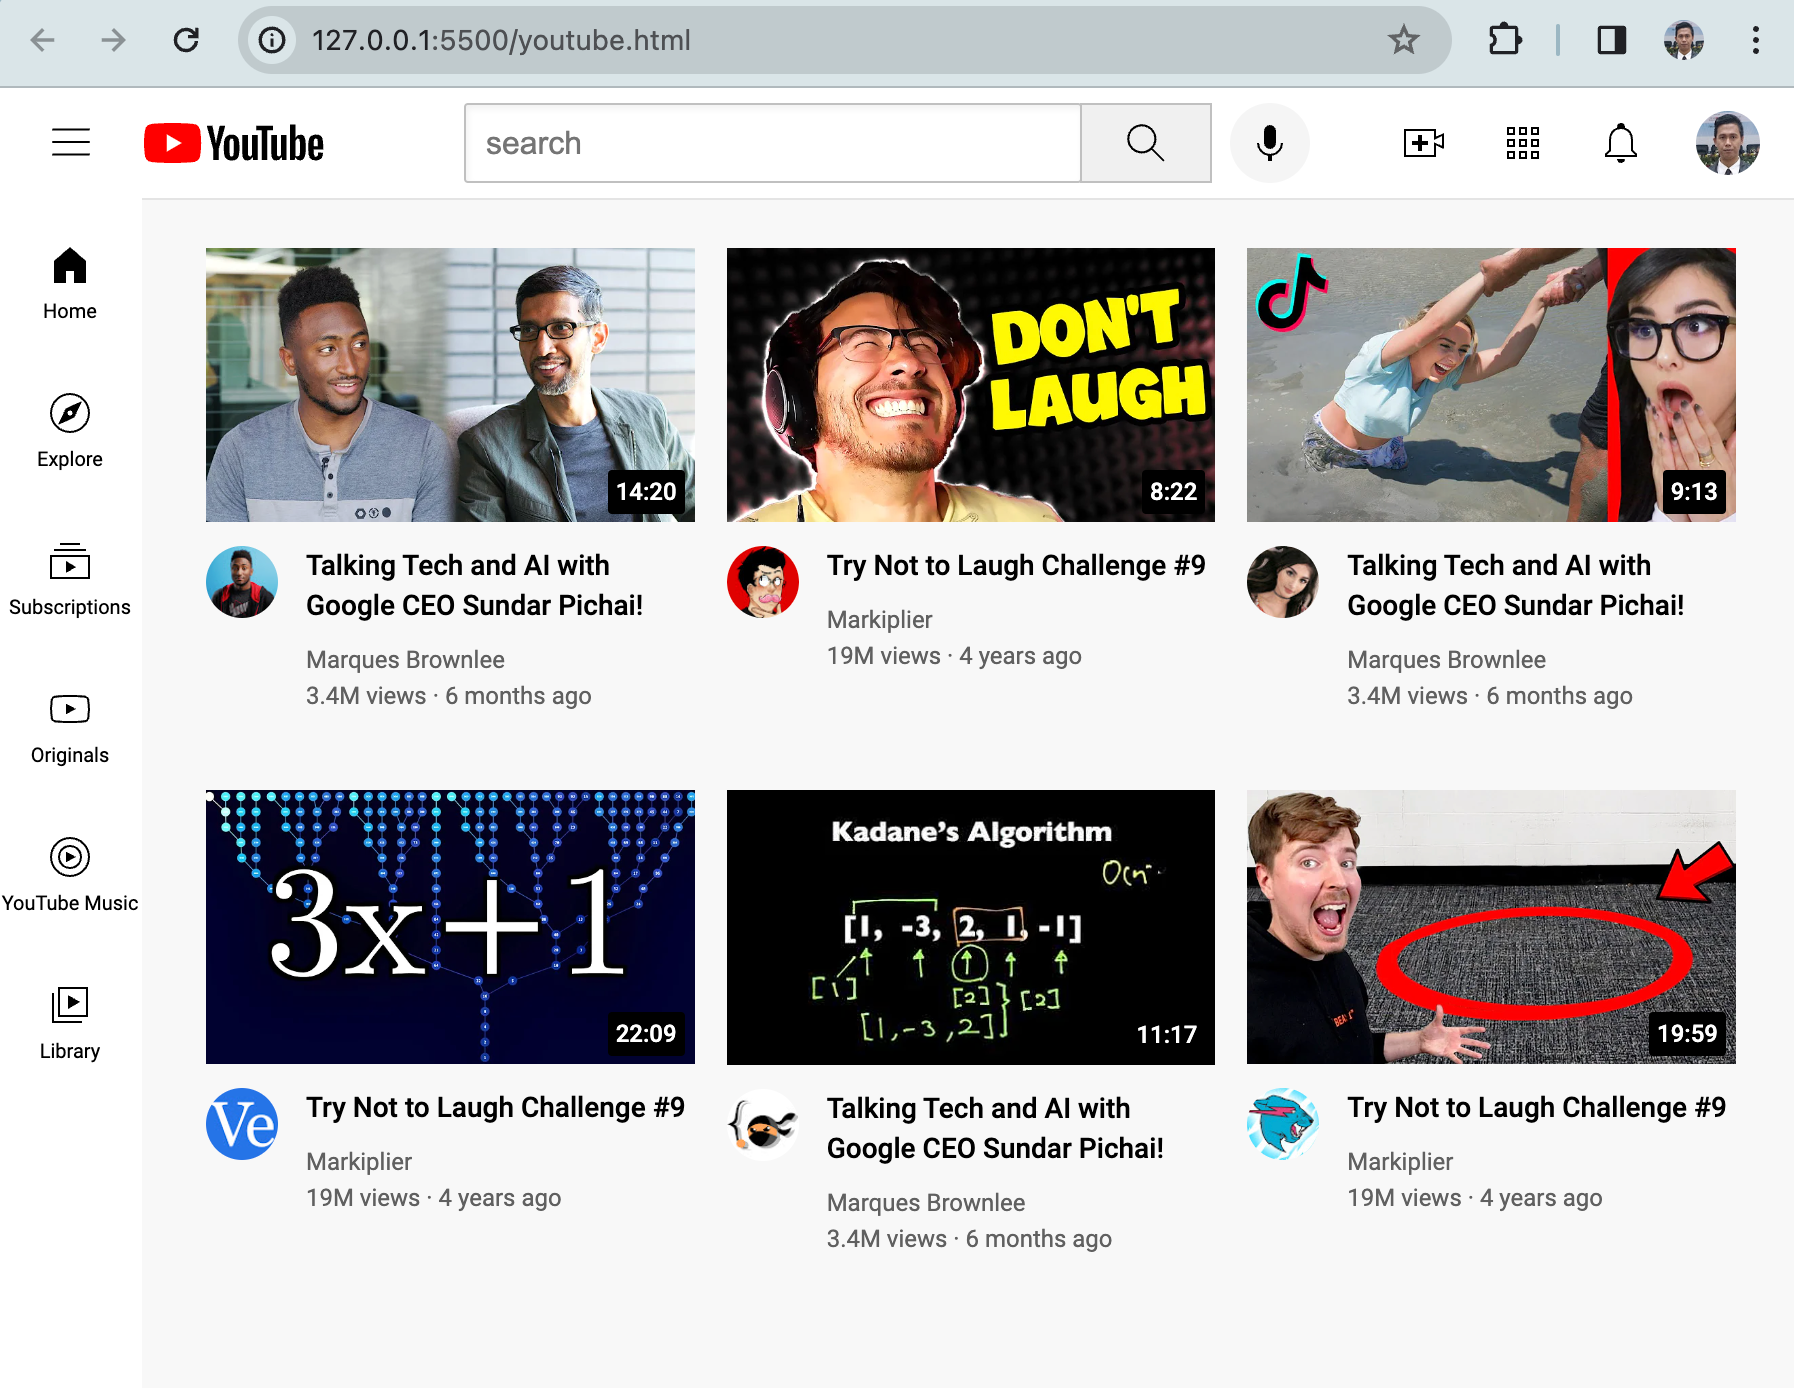 127.0.0.1:5500/youtube.html
YouTube
search
Home
Explore
Subscriptions
Originals
YouTube Music
Library
14:20
Talking Tech and AI with
Google CEO Sundar Pichai!
Marques Brownlee
3.4M views · 6 months ago
DON'T
LAUGH
8:22
Try Not to Laugh Challenge #9
Markiplier
19M views · 4 years ago
9:13
Talking Tech and AI with
Google CEO Sundar Pichai!
Marques Brownlee
3.4M views · 6 months ago
3x+1
22:09
Ve
Try Not to Laugh Challenge #9
Markiplier
19M views · 4 years ago
Kadane's Algorithm
[1, -3, 2, 1, -1]
[1]
[2]
[2]
[1,-3,2]
11:17
Talking Tech and AI with
Google CEO Sundar Pichai!
Marques Brownlee
3.4M views · 6 months ago
19:59
Try Not to Laugh Challenge #9
Markiplier
19M views · 4 years ago